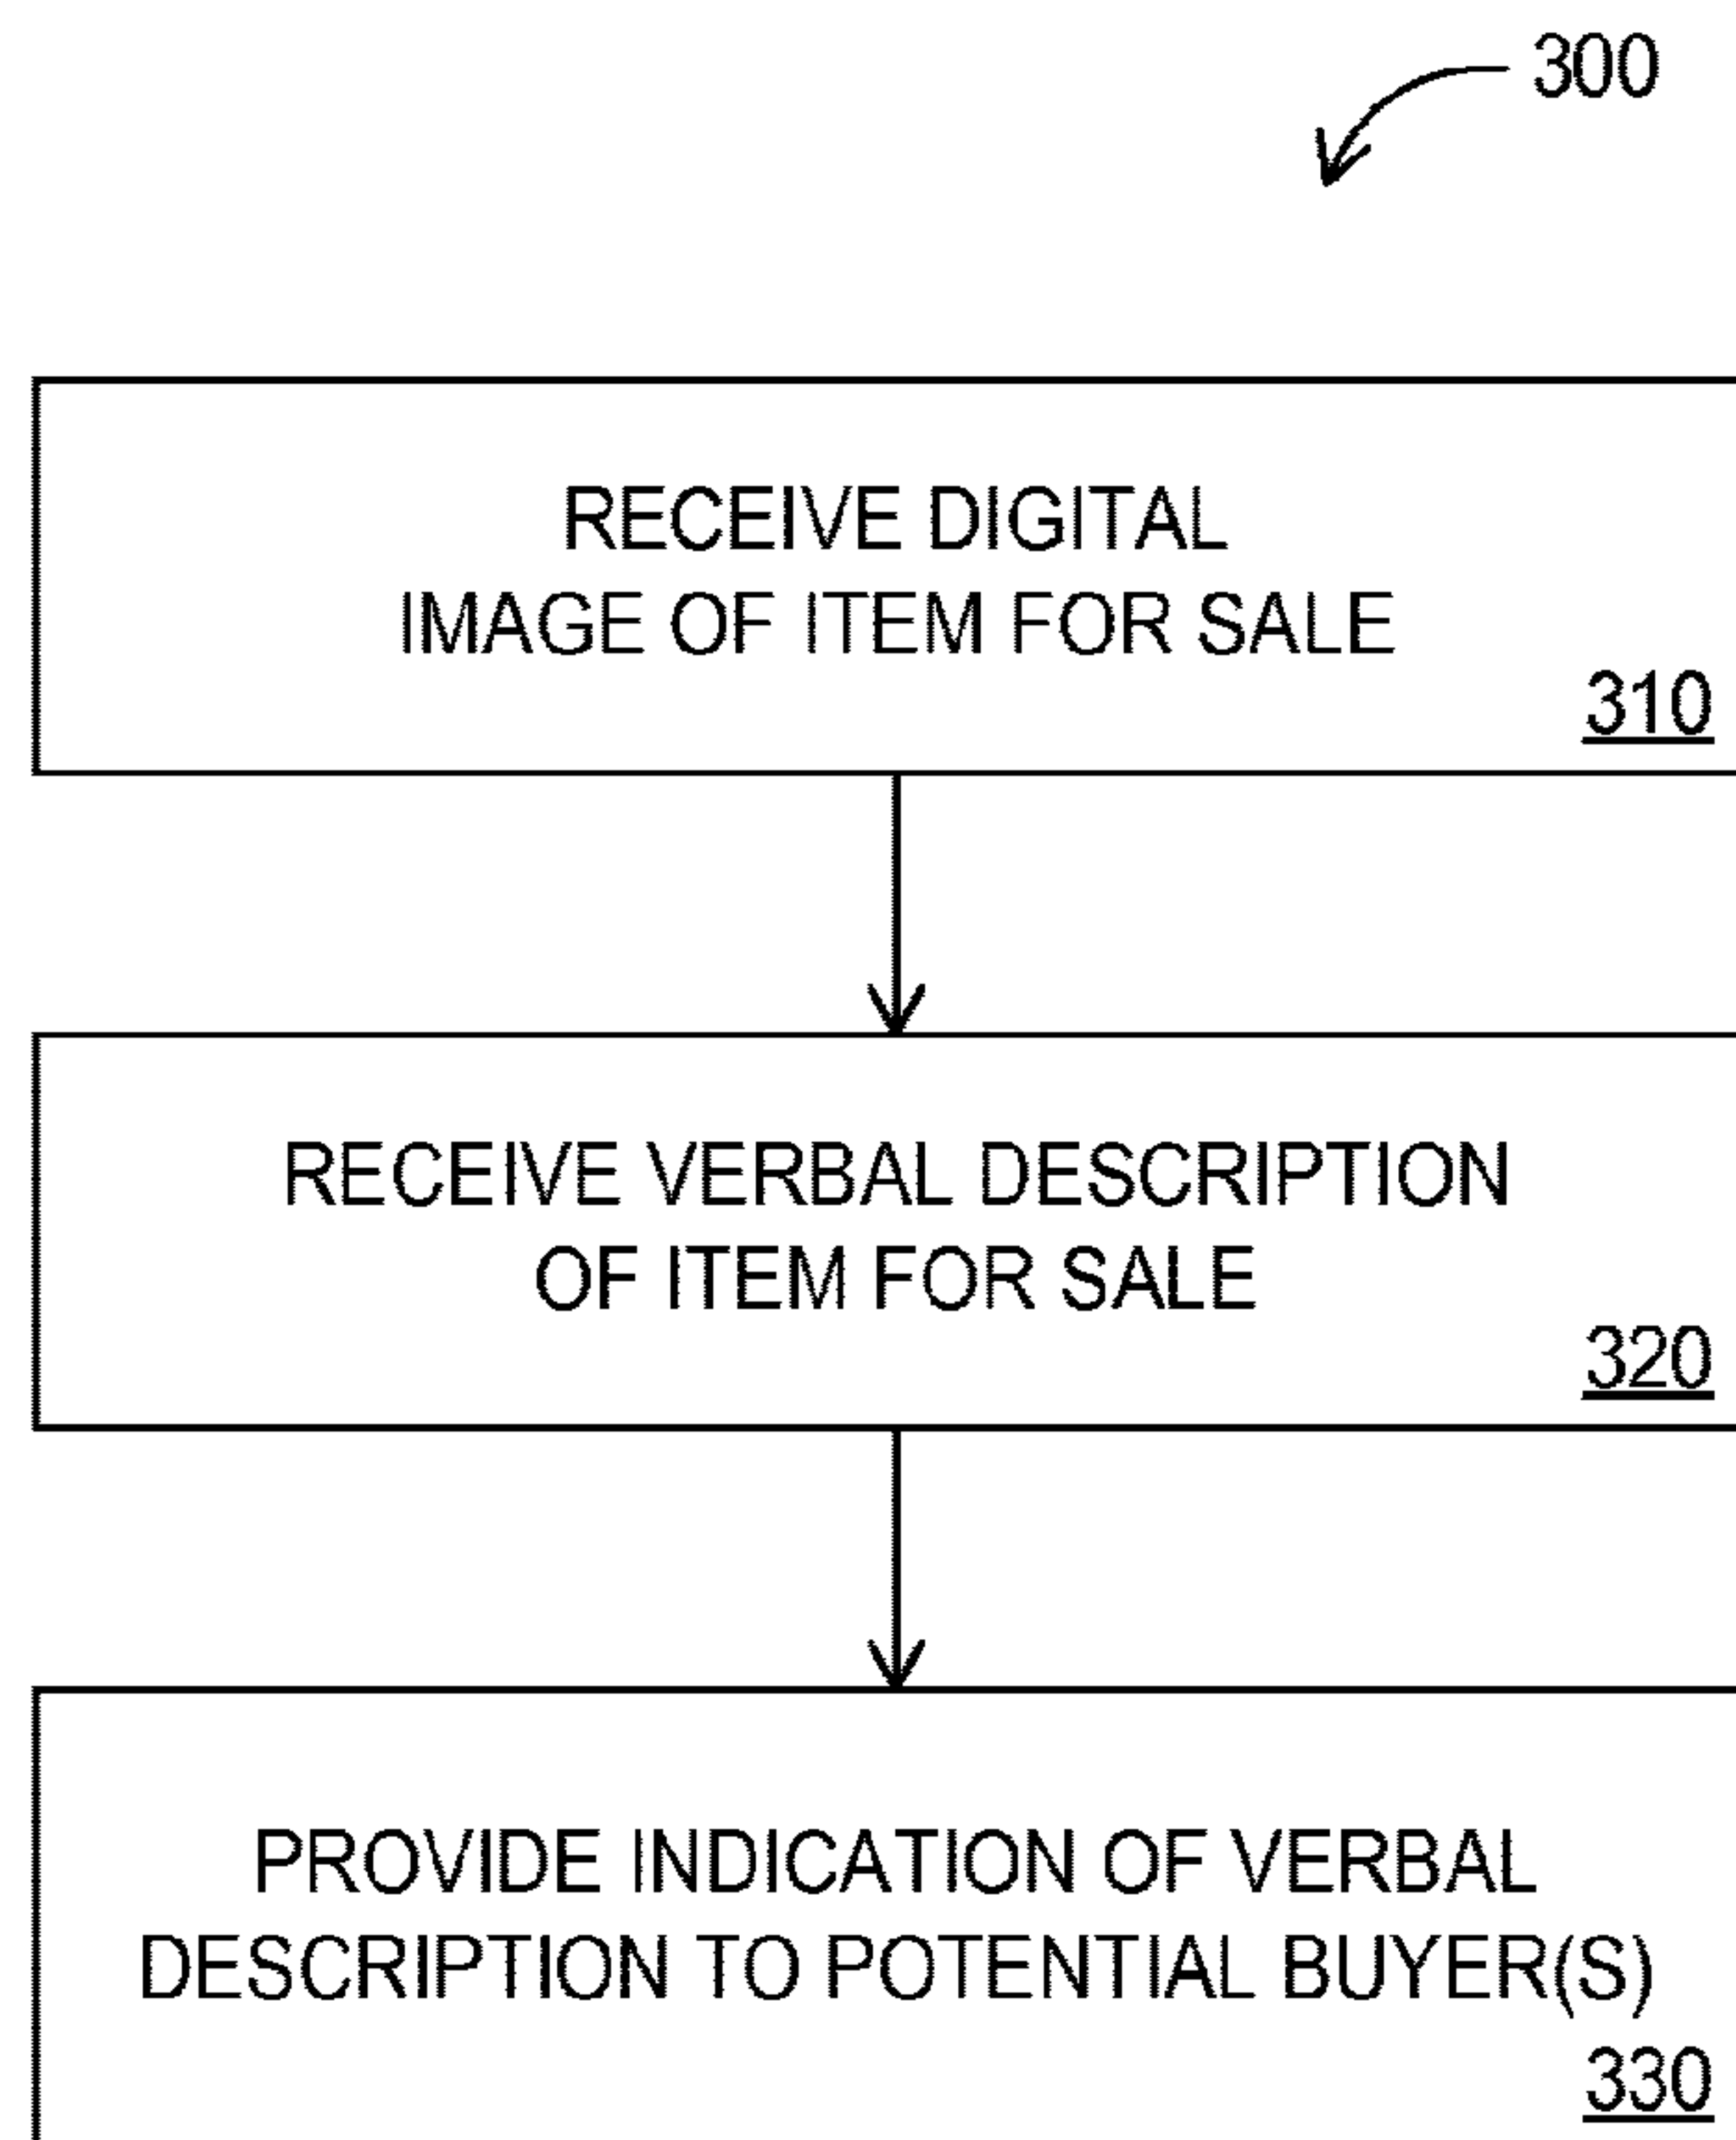 300
RECEIVE DIGITAL
IMAGE OF ITEM FOR SALE
310
RECEIVE VERBAL DESCRIPTION
OF ITEM FOR SALE
320
PROVIDE INDICATION OF VERBAL
DESCRIPTION TO POTENTIAL BUYER(S)
330